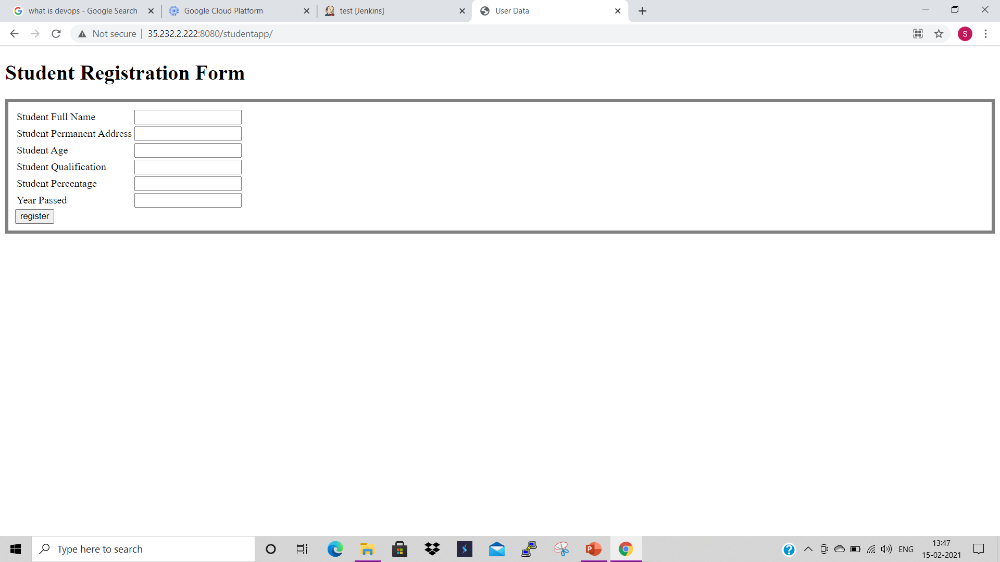 what is devops - Google Search
Google Cloud Platform
test [Jenkins]
User Data
Not secure
35.232.2.222:8080/studentapp/
S
Student Registration Form
Student Full Name
Student Permanent Address
Student Age
Student Qualification
Student Percentage
Year Passed
register
Type here to search
ENG
13:47
15-02-2021